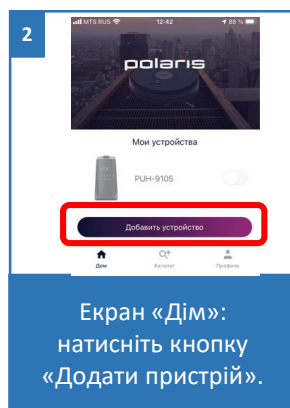 2
MTS RUS 12:42 88 %
polaris
Мои устройства
PUH-9105
Добавить устройство
Дом Каталог Профиль
Екран «Дім»:
натисніть кнопку
«Додати пристрій».